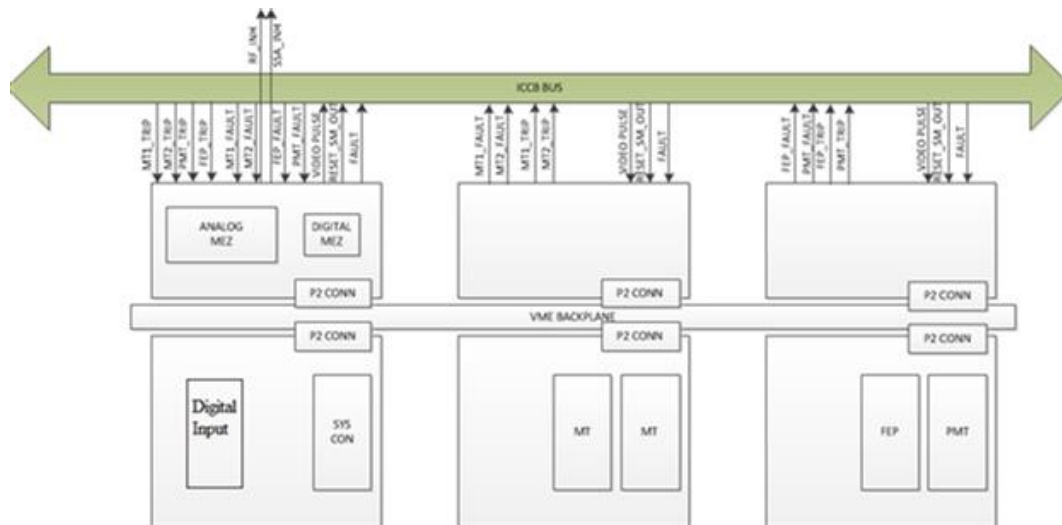 RF_INH
SSA_INH
ICCB BUS
MT1_TRIP
MT2_TRIP
PMT_TRIP
FEP_TRIP
MT1_FAULT
MT2_FAULT
FEP_FAULT
PMT_FAULT
VIDEO PULSE
RESET_SM_OUT
FAULT
MT1_FAULT
MT2_FAULT
MT1_TRIP
MT2_TRIP
VIDEO PULSE
RESET_SM_OUT
FAULT
FEP_FAULT
PMT_FAULT
FEP_TRIP
PMT_TRIP
VIDEO PULSE
RESET_SM_OUT
FAULT
ANALOG
MEZ
DIGITAL
MEZ
P2 CONN
P2 CONN
P2 CONN
VME BACKPLANE
P2 CONN
P2 CONN
P2 CONN
Digital
Input
SYS
CON
MT
MT
FEP
PMT